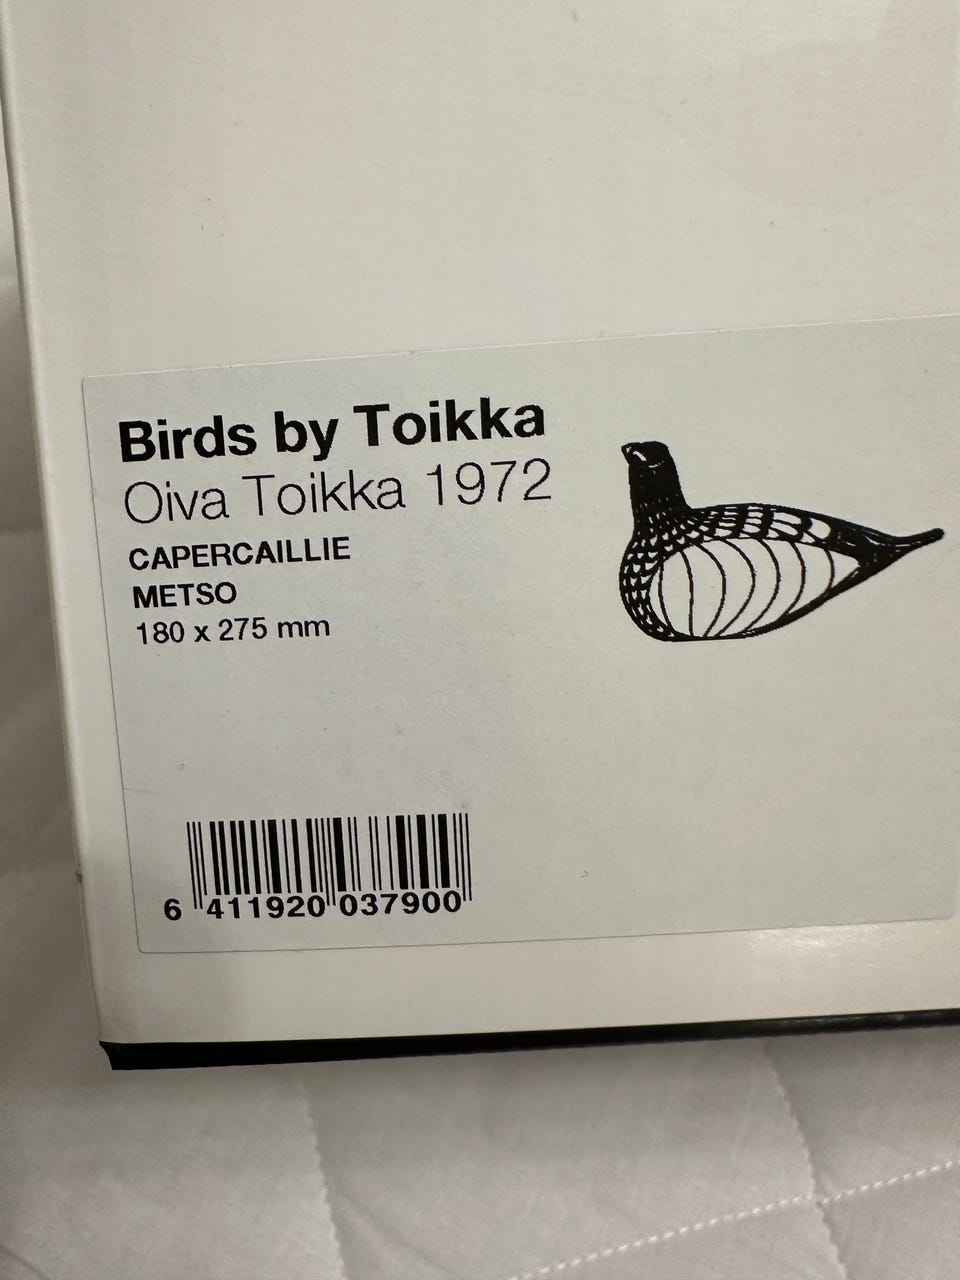 Birds by Toikka
Oiva Toikka 1972
CAPERCAILLIE
METSO
180 x 275 mm
6 411920 037900